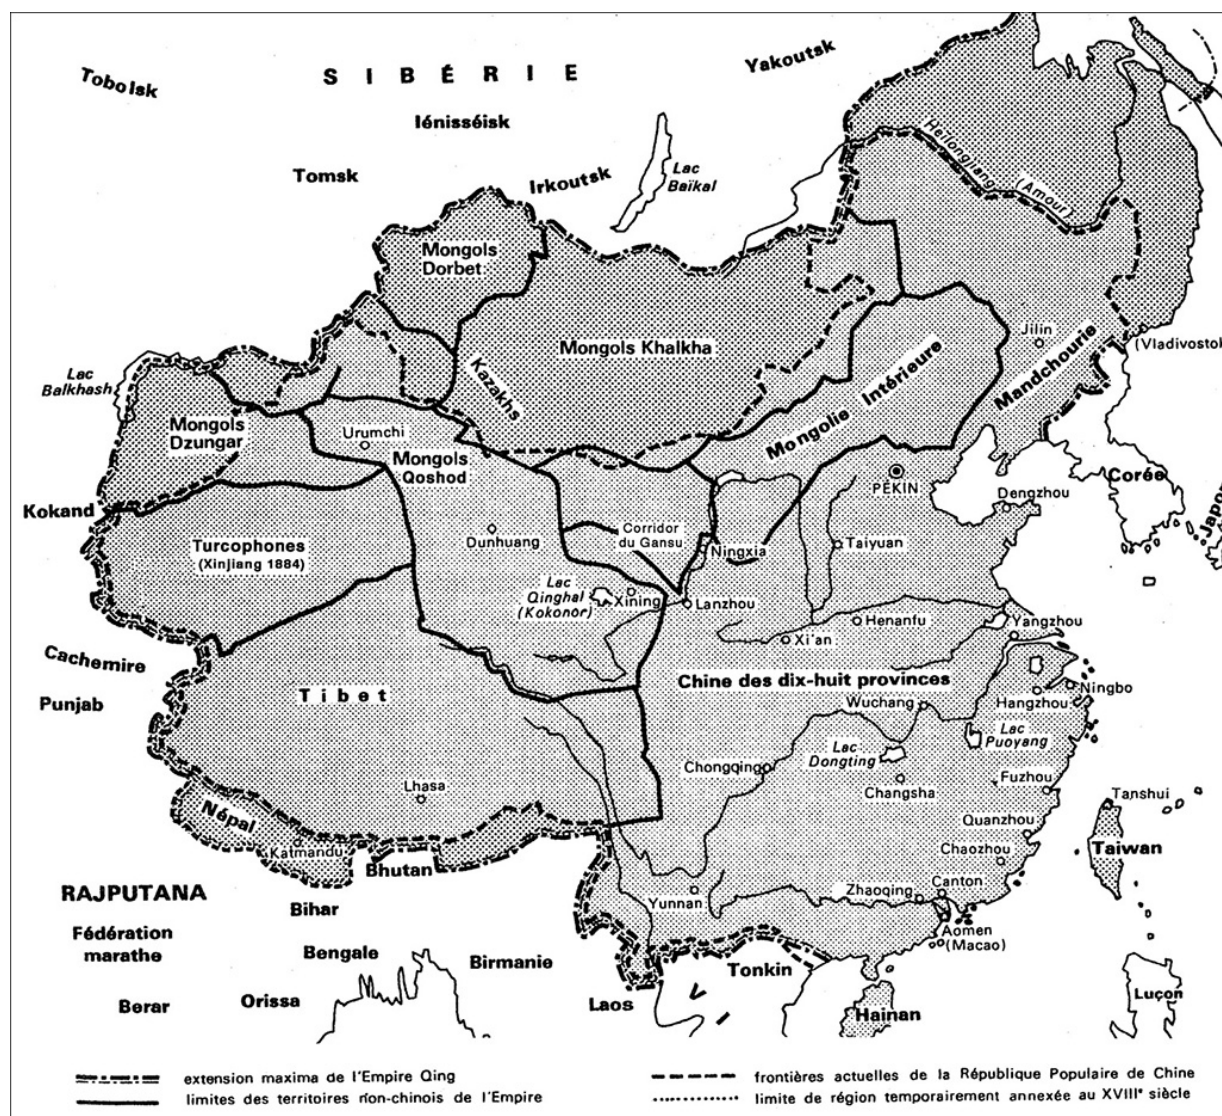 Tobolsk
SIBÉRIE
Yakoutsk
Iénisséisk
Tomsk
Irkoutsk
Lac
Baïkal
Heilongjiang
(Amour)
Mongols
Dorbet
Mongols Khalkha
Kazakhs
Mongolie Intérieure
Jilin
Mandchourie
(Vladivostok
Lac
Balkhash
Mongols
Dzungar
Urumchi
Mongols
Qoshod
PÉKIN
Corée
Japon
Kokand
Dengzhou
Turcophones
(Xinjiang 1884)
Dunhuang
Corridor
du Gansu
Ningxia
Taiyuan
Lac
Qinghai
(Kokonor)
Xining
Lanzhou
Henanfu
Yangzhou
Xi'an
Cachemire
Punjab
Tibet
Chine des dix-huit provinces
Ningbo
Hangzhou
Wuchang
Lac
Puoyang
Lac
Dongting
Chongqing
Changsha
Fuzhou
Lhasa
Tanshui
Népal
Quanzhou
Katmandu
Chaozhou
Taiwan
Bhutan
RAJPUTANA
Bihar
Zhaoqing
Canton
Yunnan
Aomen
(Macao)
Fédération
marathe
Bengale
Birmanie
Tonkin
Berar
Orissa
Laos
Hainan
Luçon
extension maxima de l'Empire Qing
limites des territoires non-chinois de l'Empire
frontières actuelles de la République Populaire de Chine
limite de région temporairement annexée au XVIIIe siècle